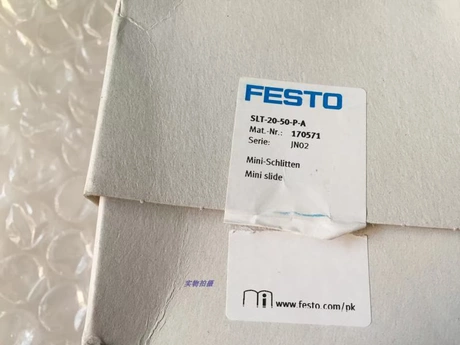 FESTO
SLT-20-50-P-A
Mat.-Nr.: 170571
Serie: JN02
Mini-Schlitten
Mini slide
实物拍摄
www.festo.com/pk